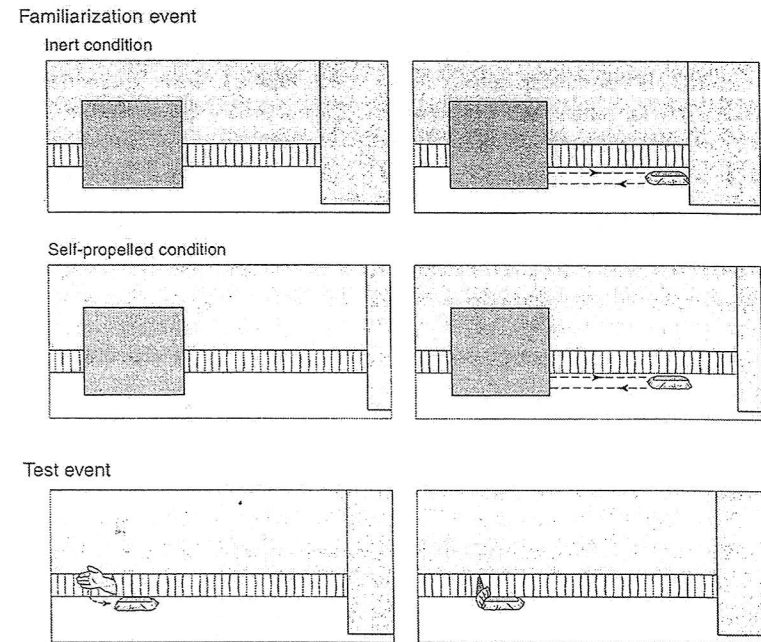 Familiarization event
Inert condition
Self-propelled condition
Test event